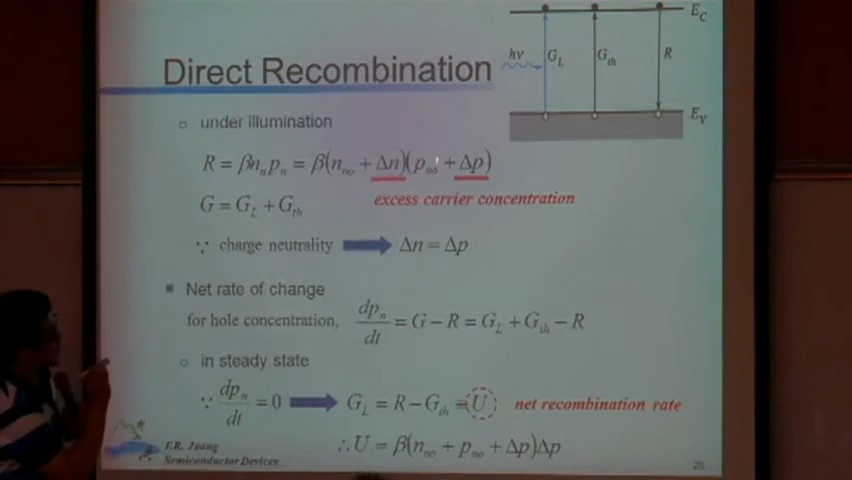 E_C
Direct Recombination
hν G_L G_th R
E_V
under illumination
R = βn_n p_n = β(n_no + Δn)(p_no + Δp)
G = G_L + G_th excess carrier concentration
∵ charge neutrality Δn = Δp
Net rate of change
for hole concentration, dp_n/dt = G − R = G_L + G_th − R
in steady state
∵ dp_n/dt = 0 G_L = R − G_th ≡ U net recombination rate
∴ U = β(n_no + p_no + Δp)Δp
F.R. Juang
Semiconductor Devices
26